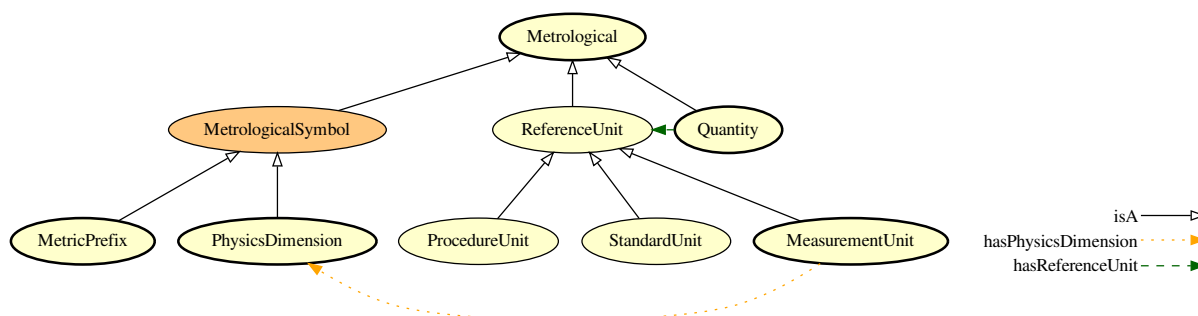 Metrological
MetrologicalSymbol
ReferenceUnit
Quantity
MetricPrefix
PhysicsDimension
ProcedureUnit
StandardUnit
MeasurementUnit
isA
hasPhysicsDimension
hasReferenceUnit